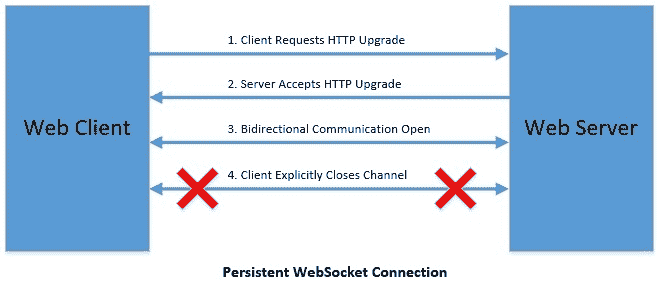 1. Client Requests HTTP Upgrade
2. Server Accepts HTTP Upgrade
Web Client
3. Bidirectional Communication Open
Web Server
4. Client Explicitly Closes Channel
Persistent WebSocket Connection